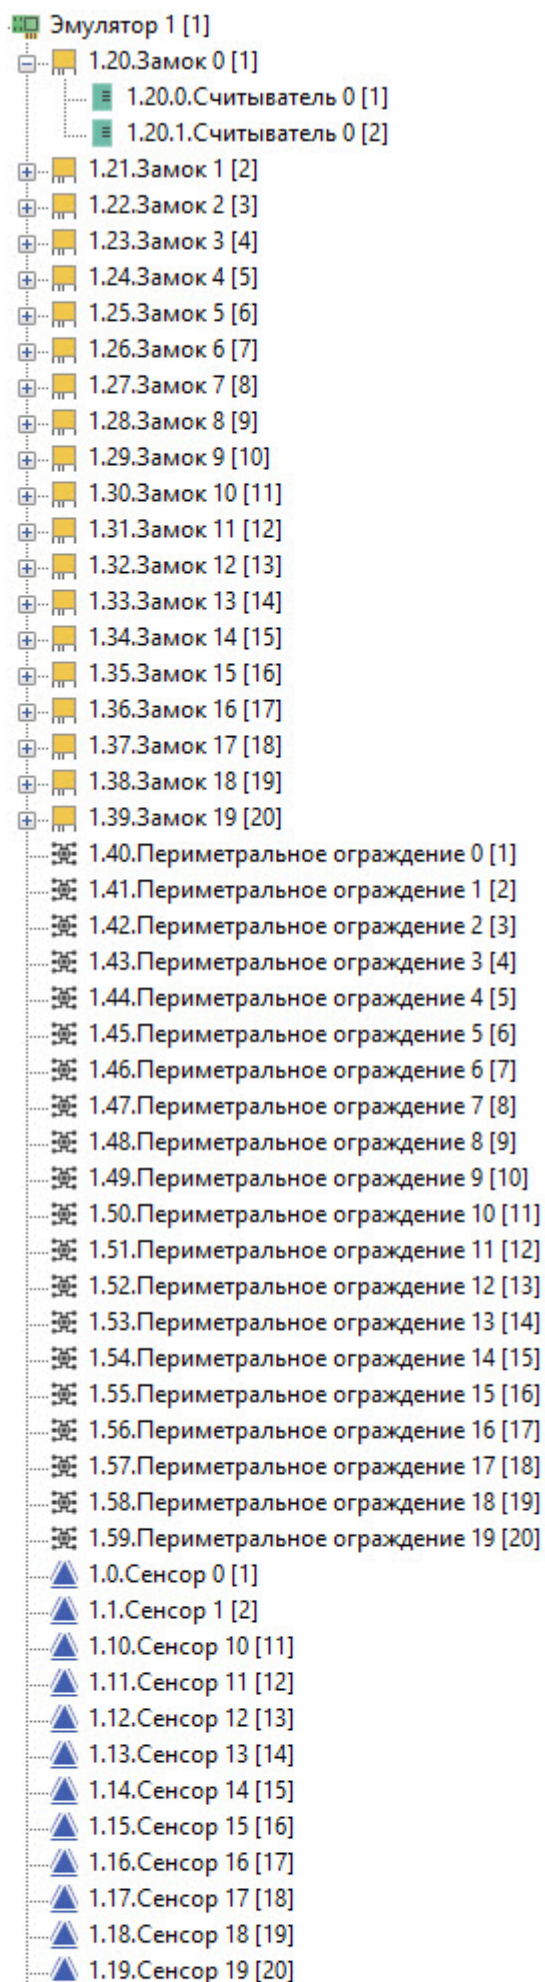 Эмулятор 1 [1]
1.20.Замок 0 [1]
1.20.0.Считыватель 0 [1]
1.20.1.Считыватель 0 [2]
1.21.Замок 1 [2]
1.22.Замок 2 [3]
1.23.Замок 3 [4]
1.24.Замок 4 [5]
1.25.Замок 5 [6]
1.26.Замок 6 [7]
1.27.Замок 7 [8]
1.28.Замок 8 [9]
1.29.Замок 9 [10]
1.30.Замок 10 [11]
1.31.Замок 11 [12]
1.32.Замок 12 [13]
1.33.Замок 13 [14]
1.34.Замок 14 [15]
1.35.Замок 15 [16]
1.36.Замок 16 [17]
1.37.Замок 17 [18]
1.38.Замок 18 [19]
1.39.Замок 19 [20]
1.40.Периметральное ограждение 0 [1]
1.41.Периметральное ограждение 1 [2]
1.42.Периметральное ограждение 2 [3]
1.43.Периметральное ограждение 3 [4]
1.44.Периметральное ограждение 4 [5]
1.45.Периметральное ограждение 5 [6]
1.46.Периметральное ограждение 6 [7]
1.47.Периметральное ограждение 7 [8]
1.48.Периметральное ограждение 8 [9]
1.49.Периметральное ограждение 9 [10]
1.50.Периметральное ограждение 10 [11]
1.51.Периметральное ограждение 11 [12]
1.52.Периметральное ограждение 12 [13]
1.53.Периметральное ограждение 13 [14]
1.54.Периметральное ограждение 14 [15]
1.55.Периметральное ограждение 15 [16]
1.56.Периметральное ограждение 16 [17]
1.57.Периметральное ограждение 17 [18]
1.58.Периметральное ограждение 18 [19]
1.59.Периметральное ограждение 19 [20]
1.0.Сенсор 0 [1]
1.1.Сенсор 1 [2]
1.10.Сенсор 10 [11]
1.11.Сенсор 11 [12]
1.12.Сенсор 12 [13]
1.13.Сенсор 13 [14]
1.14.Сенсор 14 [15]
1.15.Сенсор 15 [16]
1.16.Сенсор 16 [17]
1.17.Сенсор 17 [18]
1.18.Сенсор 18 [19]
1.19.Сенсор 19 [20]